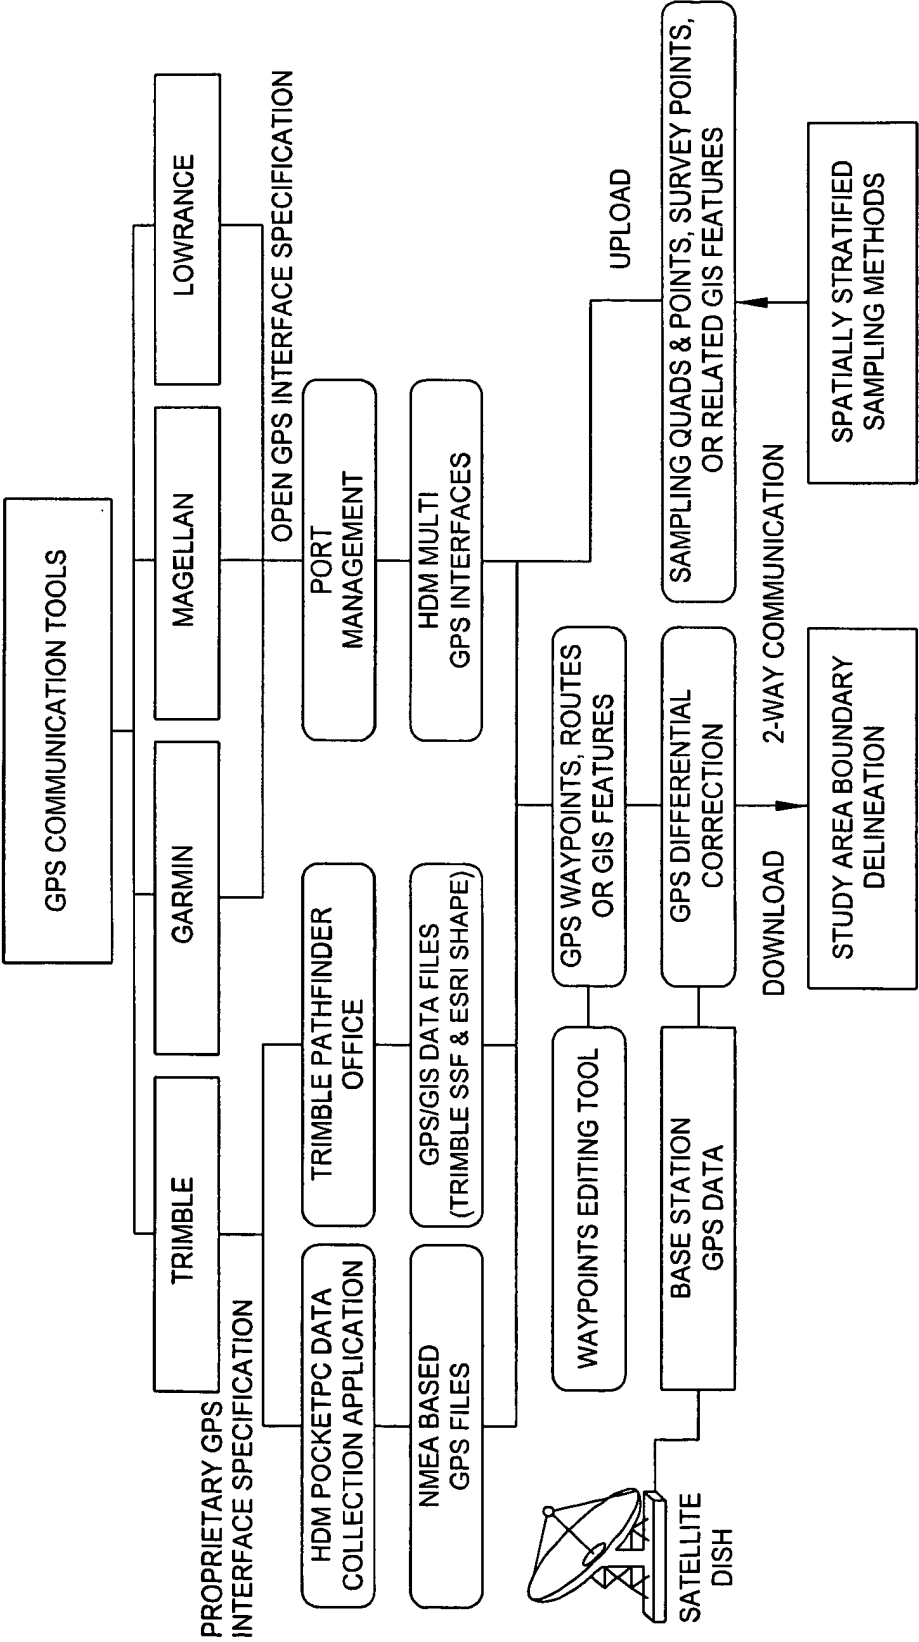 GPS COMMUNICATION TOOLS
TRIMBLE
GARMIN
MAGELLAN
LOWRANCE
PROPRIETARY GPS
INTERFACE SPECIFICATION
OPEN GPS INTERFACE SPECIFICATION
HDM POCKETPC DATA
COLLECTION APPLICATION
TRIMBLE PATHFINDER
OFFICE
PORT
MANAGEMENT
NMEA BASED
GPS FILES
GPS/GIS DATA FILES
(TRIMBLE SSF & ESRI SHAPE)
HDM MULTI
GPS INTERFACES
WAYPOINTS EDITING TOOL
GPS WAYPOINTS, ROUTES
OR GIS FEATURES
UPLOAD
SATELLITE
DISH
BASE STATION
GPS DATA
GPS DIFFERENTIAL
CORRECTION
SAMPLING QUADS & POINTS, SURVEY POINTS,
OR RELATED GIS FEATURES
DOWNLOAD
2-WAY COMMUNICATION
STUDY AREA BOUNDARY
DELINEATION
SPATIALLY STRATIFIED
SAMPLING METHODS